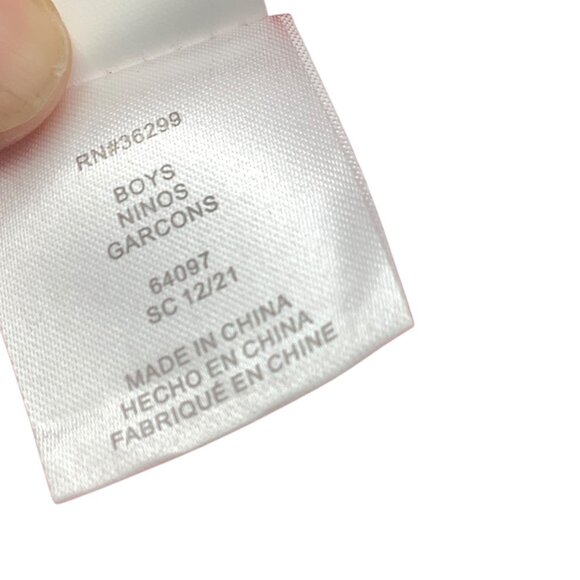 RN#36299
BOYS
NINOS
GARCONS
64097
SC 12/21
MADE IN CHINA
HECHO EN CHINA
FABRIQUÉ EN CHINE